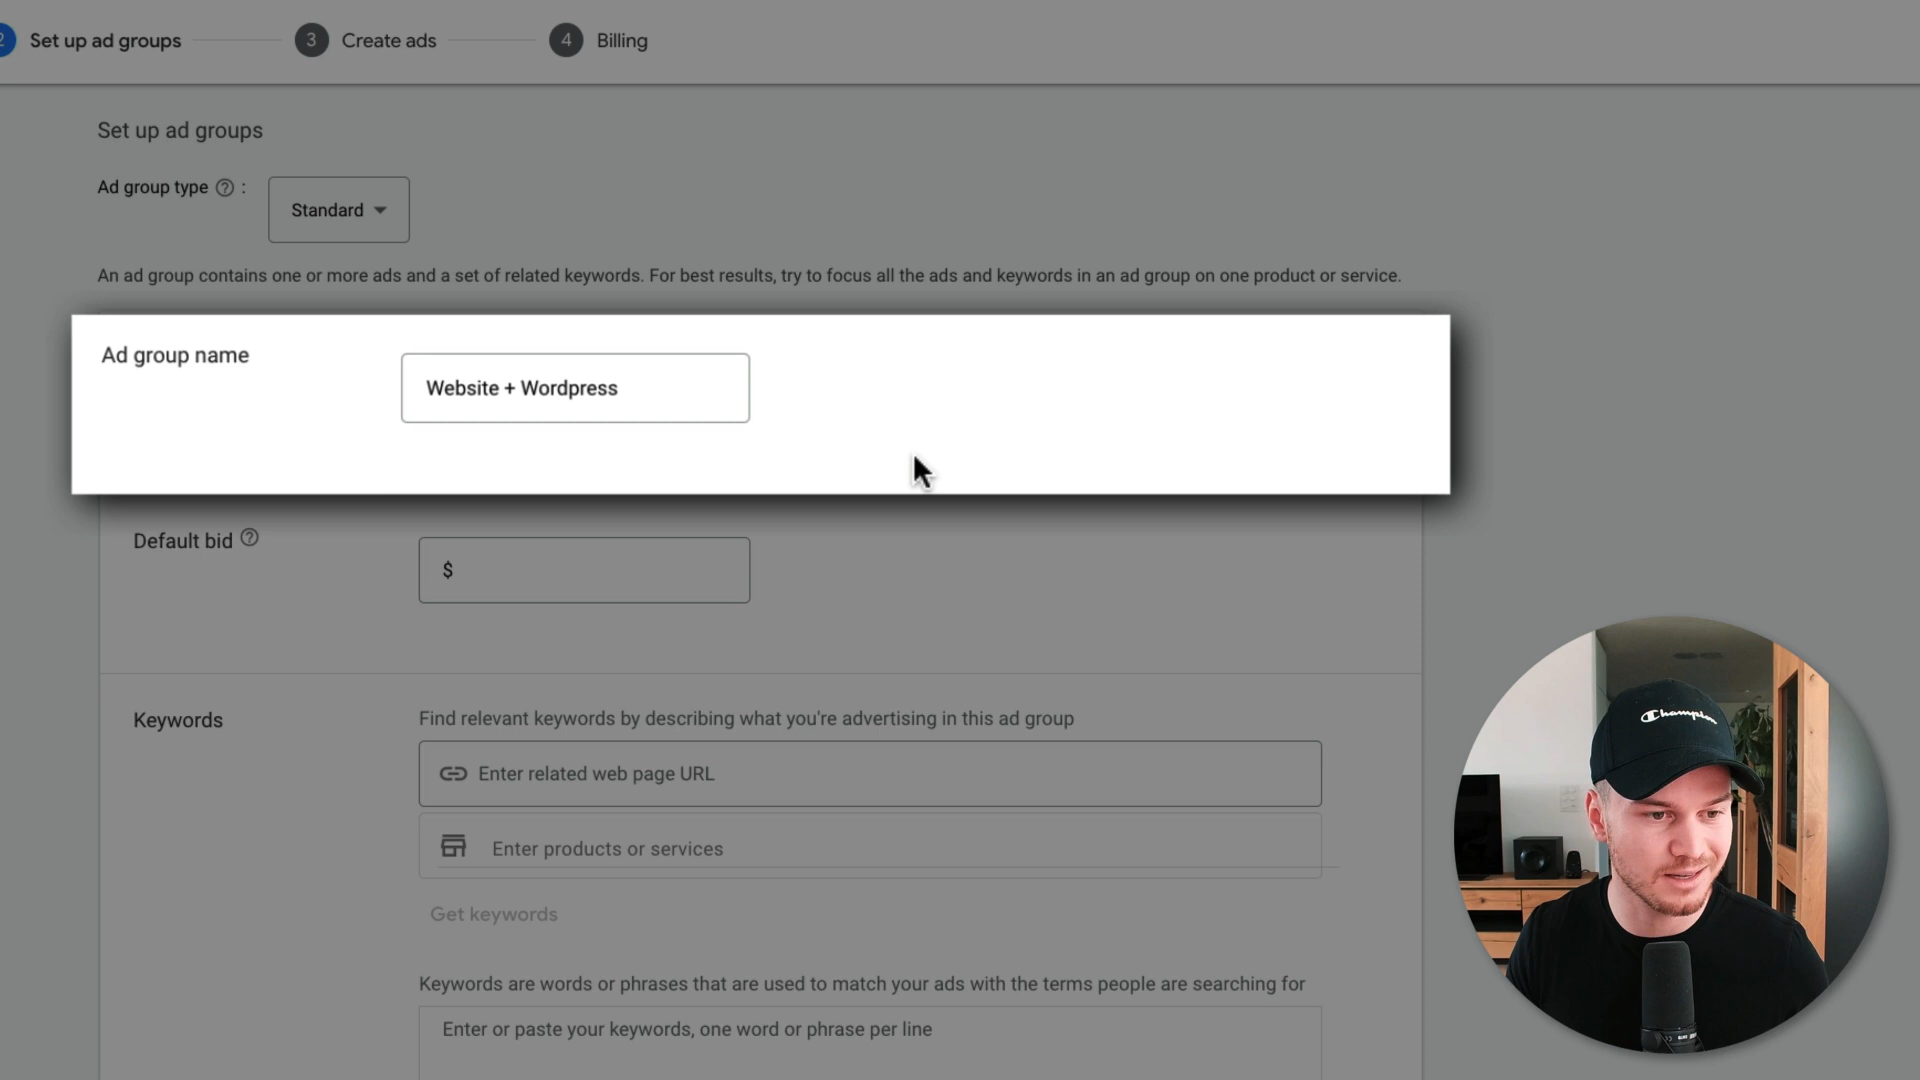 2 Set up ad groups 3 Create ads 4 Billing
Set up ad groups
Ad group type ? :
Standard
An ad group contains one or more ads and a set of related keywords. For best results, try to focus all the ads and keywords in an ad group on one product or service.
Ad group name
Website + Wordpress
Default bid ?
$
Keywords
Find relevant keywords by describing what you're advertising in this ad group
Enter related web page URL
Enter products or services
Get keywords
Keywords are words or phrases that are used to match your ads with the terms people are searching for
Enter or paste your keywords, one word or phrase per line
Champion